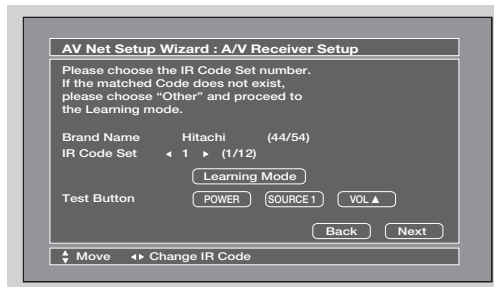 AV Net Setup Wizard : A/V Receiver Setup
Please choose the IR Code Set number.
If the matched Code does not exist,
please choose “Other” and proceed to
the Learning mode.
Brand Name Hitachi (44/54)
IR Code Set ◂ 1 ▸ (1/12)
Learning Mode
Test Button POWER SOURCE 1 VOL ▲
Back Next
Move Change IR Code